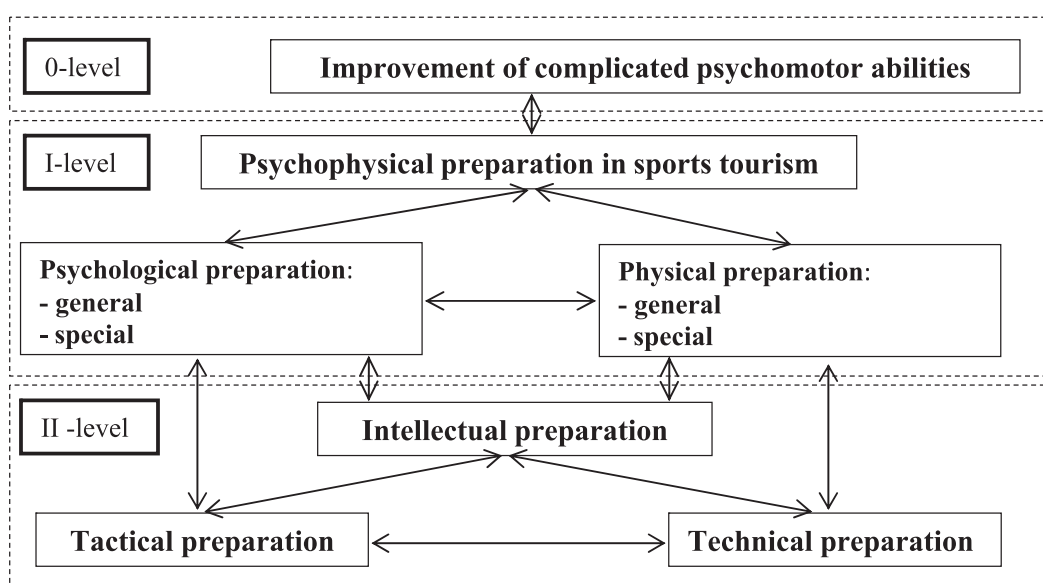 0-level
Improvement of complicated psychomotor abilities
I-level
Psychophysical preparation in sports tourism
Psychological preparation:
- general
- special
Physical preparation:
- general
- special
II -level
Intellectual preparation
Tactical preparation
Technical preparation